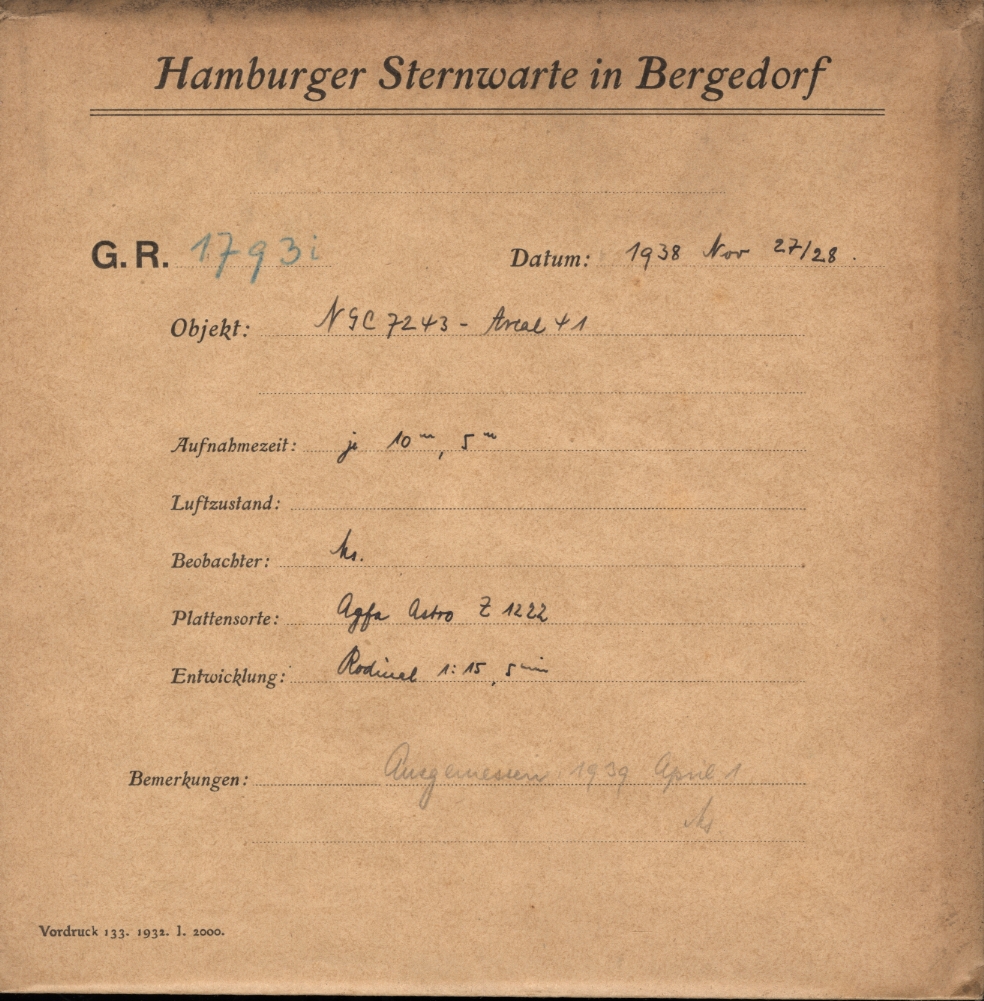 Hamburger Sternwarte in Bergedorf
G. R. 1793i Datum: 1938 Nov 27/28.
Objekt: NGC 7243 - Areal 41
Aufnahmezeit: je 10ᵐ, 5ᵐ
Luftzustand:
Beobachter:
Plattensorte: Agfa Astro Z 1222
Entwicklung: Rodinal 1:15, 5ᵐⁱⁿ
Bemerkungen: Ausgemessen 1939 April 1
Vordruck 133. 1932. I. 2000.